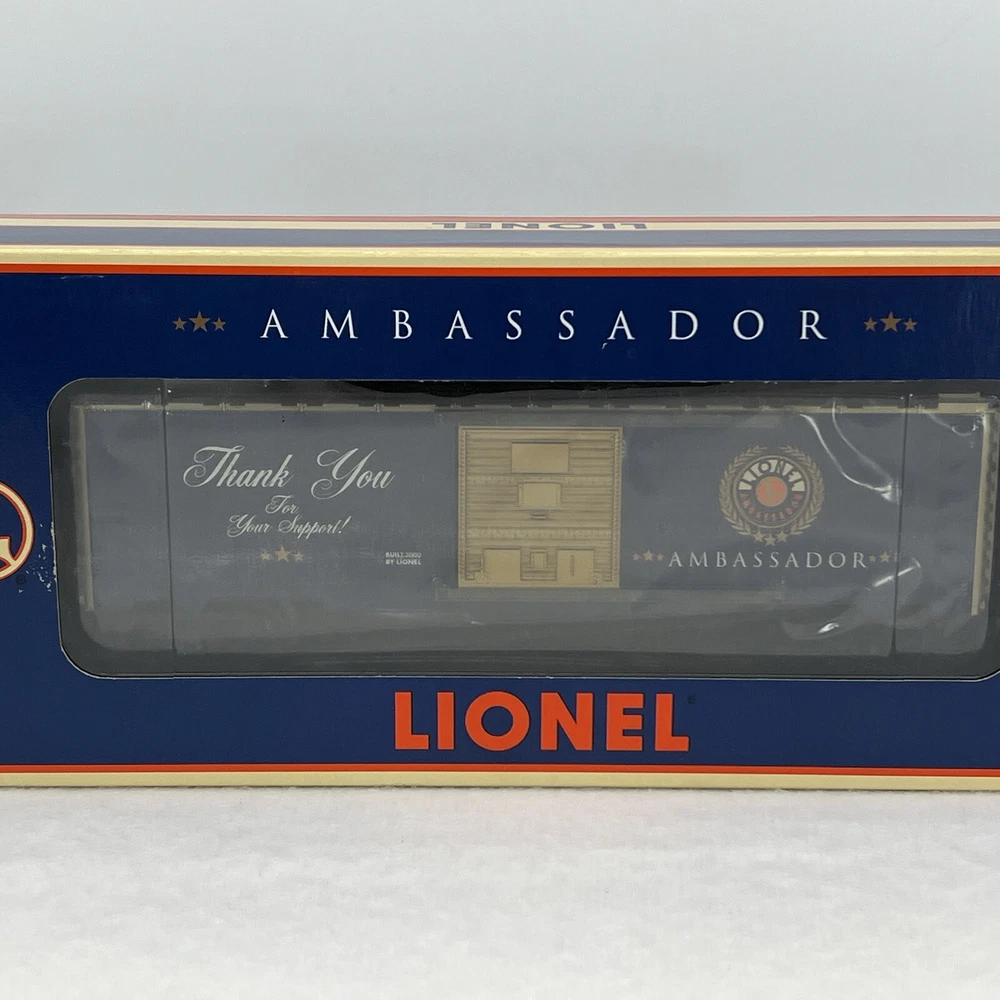 LIONEL
AMBASSADOR
Thank You
For
Your Support!
BUILT 2000
BY LIONEL
LIONEL
AMBASSADOR
LIONEL